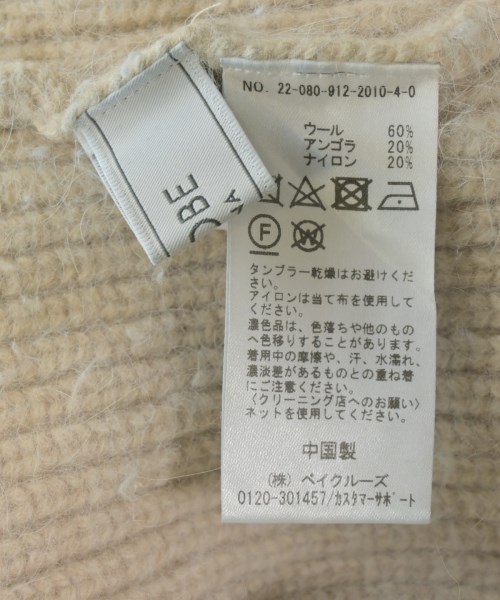 NO. 22-080-912-2010-4-0
ウール 60%
アンゴラ 20%
ナイロン 20%
F
W
タンブラー乾燥はお避けくだ
さい。
アイロンは当て布を使用して
ください。
濃色品は、色落ちや他のもの
へ色移りすることがあります。
着用中の摩擦や、汗、水濡れ、
濃淡差があるものとの重ね着
にご注意ください。
〈クリーニング店へのお願い〉
ネットを使用してください。
中国製
(株) ベイクルーズ
0120-301457/カスタマーサポート